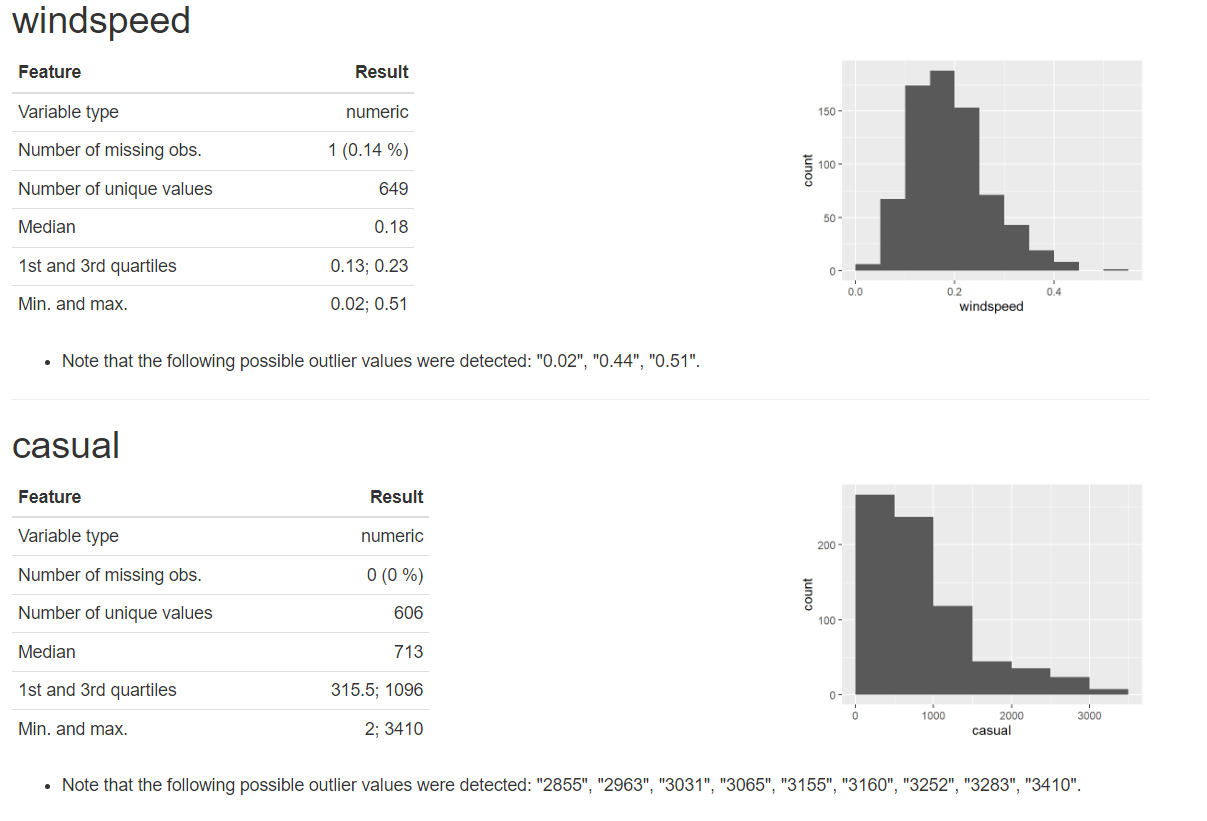 windspeed
Feature Result
Variable type numeric
Number of missing obs. 1 (0.14 %)
Number of unique values 649
Median 0.18
1st and 3rd quartiles 0.13; 0.23
Min. and max. 0.02; 0.51
150
100
50
0
count
0.0 0.2 0.4
windspeed
• Note that the following possible outlier values were detected: "0.02", "0.44", "0.51".
casual
Feature Result
Variable type numeric
Number of missing obs. 0 (0 %)
Number of unique values 606
Median 713
1st and 3rd quartiles 315.5; 1096
Min. and max. 2; 3410
200
100
0
count
0 1000 2000 3000
casual
• Note that the following possible outlier values were detected: "2855", "2963", "3031", "3065", "3155", "3160", "3252", "3283", "3410".